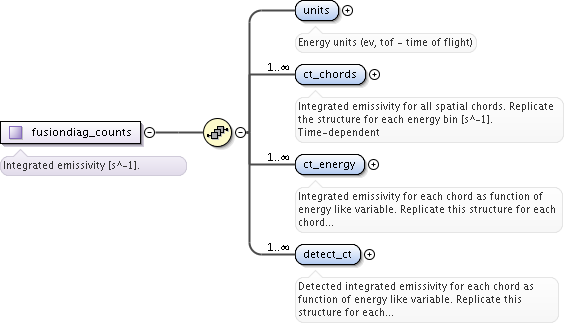 units
Energy units (ev, tof - time of flight)
1..∞
ct_chords
Integrated emissivity for all spatial chords. Replicate
the structure for each energy bin [s^-1].
Time-dependent
fusiondiag_counts
Integrated emissivity [s^-1].
1..∞
ct_energy
Integrated emissivity for each chord as function of
energy like variable. Replicate this structure for each
chord...
1..∞
detect_ct
Detected integrated emissivity for each chord as
function of energy like variable. Replicate this
structure for each...